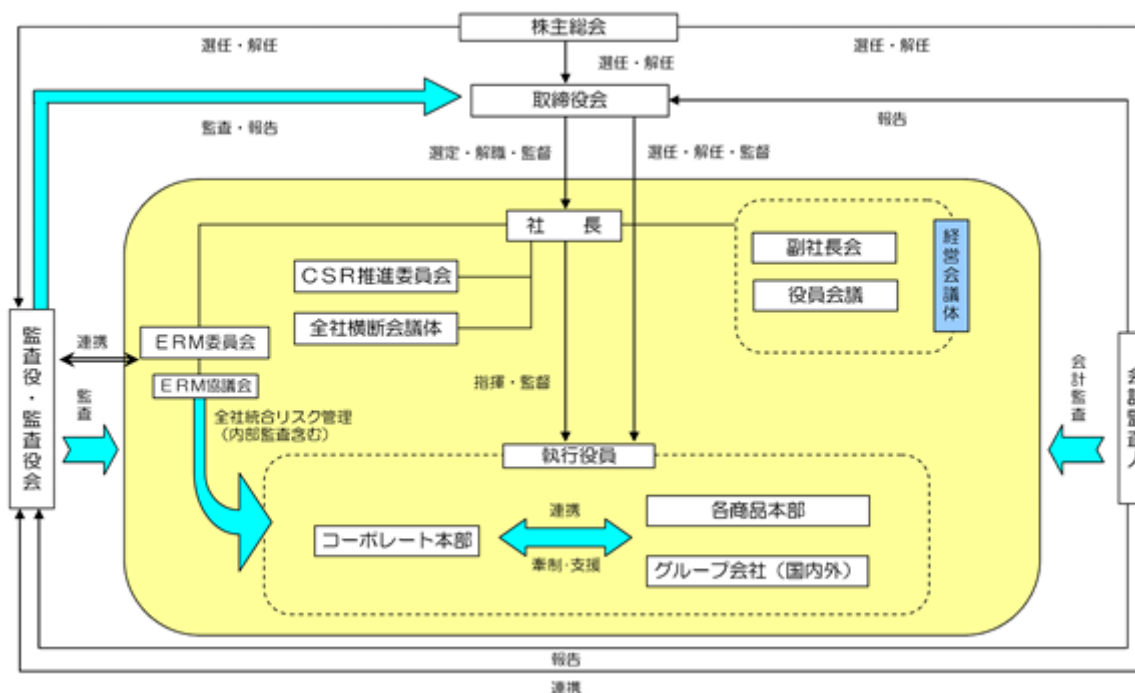 株主総会
選任・解任
選任・解任
選任・解任
取締役会
監査・報告
報告
選定・解職・監督
選任・解任・監督
社　長
副社長会
役員会議
経営会議体
CSR推進委員会
全社横断会議体
監査役・監査役会
連携
ERM委員会
ERM協議会
監査
指揮・監督
全社統合リスク管理
（内部監査含む）
会計監査
会計監査人
執行役員
コーポレート本部
連携
牽制・支援
各商品本部
グループ会社（国内外）
報告
連携